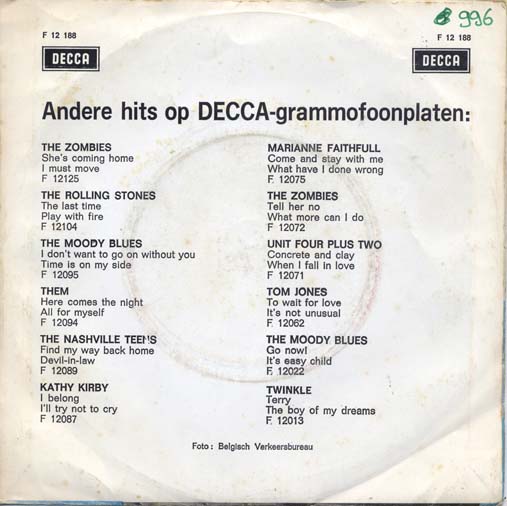 996
F 12 188
F 12 188
DECCA
DECCA
Andere hits op DECCA-grammofoonplaten:
THE ZOMBIES
She's coming home
I must move
F 12125
THE ROLLING STONES
The last time
Play with fire
F 12104
THE MOODY BLUES
I don't want to go on without you
Time is on my side
F 12095
THEM
Here comes the night
All for myself
F 12094
THE NASHVILLE TEENS
Find my way back home
Devil-in-law
F 12089
KATHY KIRBY
I belong
I'll try not to cry
F 12087
MARIANNE FAITHFULL
Come and stay with me
What have I done wrong
F. 12075
THE ZOMBIES
Tell her no
What more can I do
F 12072
UNIT FOUR PLUS TWO
Concrete and clay
When I fall in love
F 12071
TOM JONES
To wait for love
It's not unusual
F 12062
THE MOODY BLUES
Go now!
It's easy child
F 12022
TWINKLE
Terry
The boy of my dreams
F. 12013
Foto: Belgisch Verkeersbureau